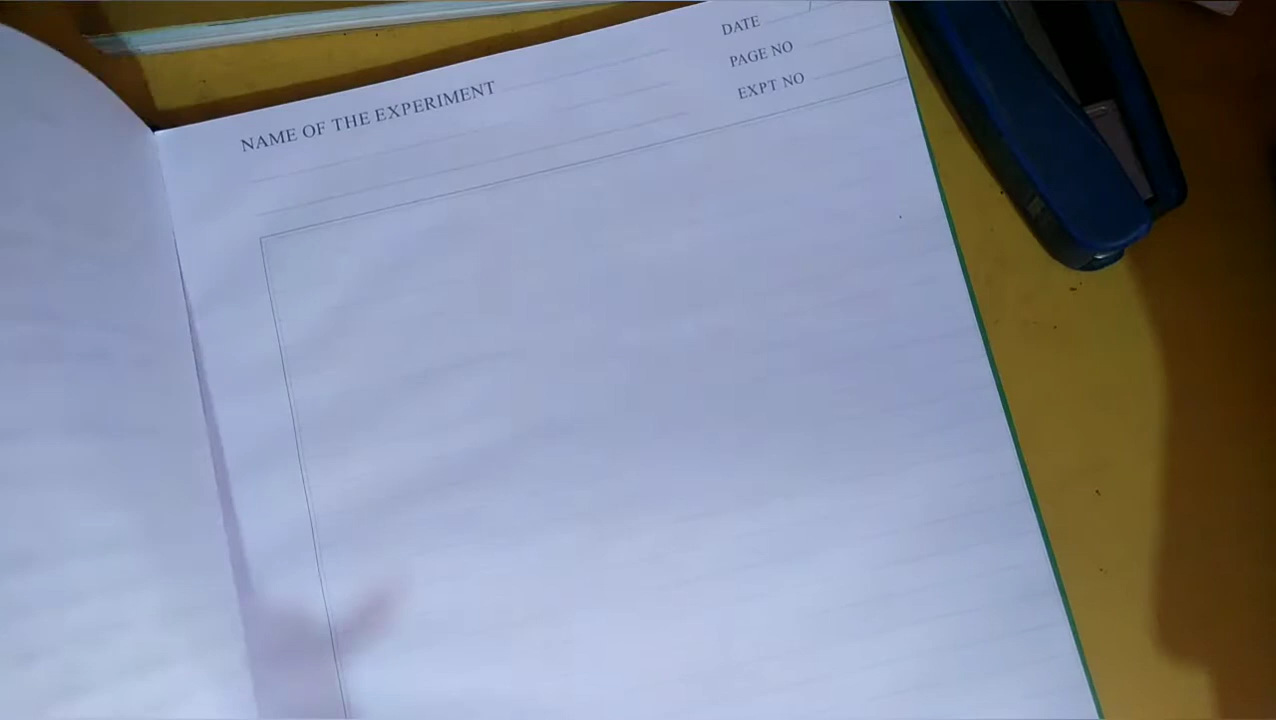 NAME OF THE EXPERIMENT
DATE
PAGE NO
EXPT NO